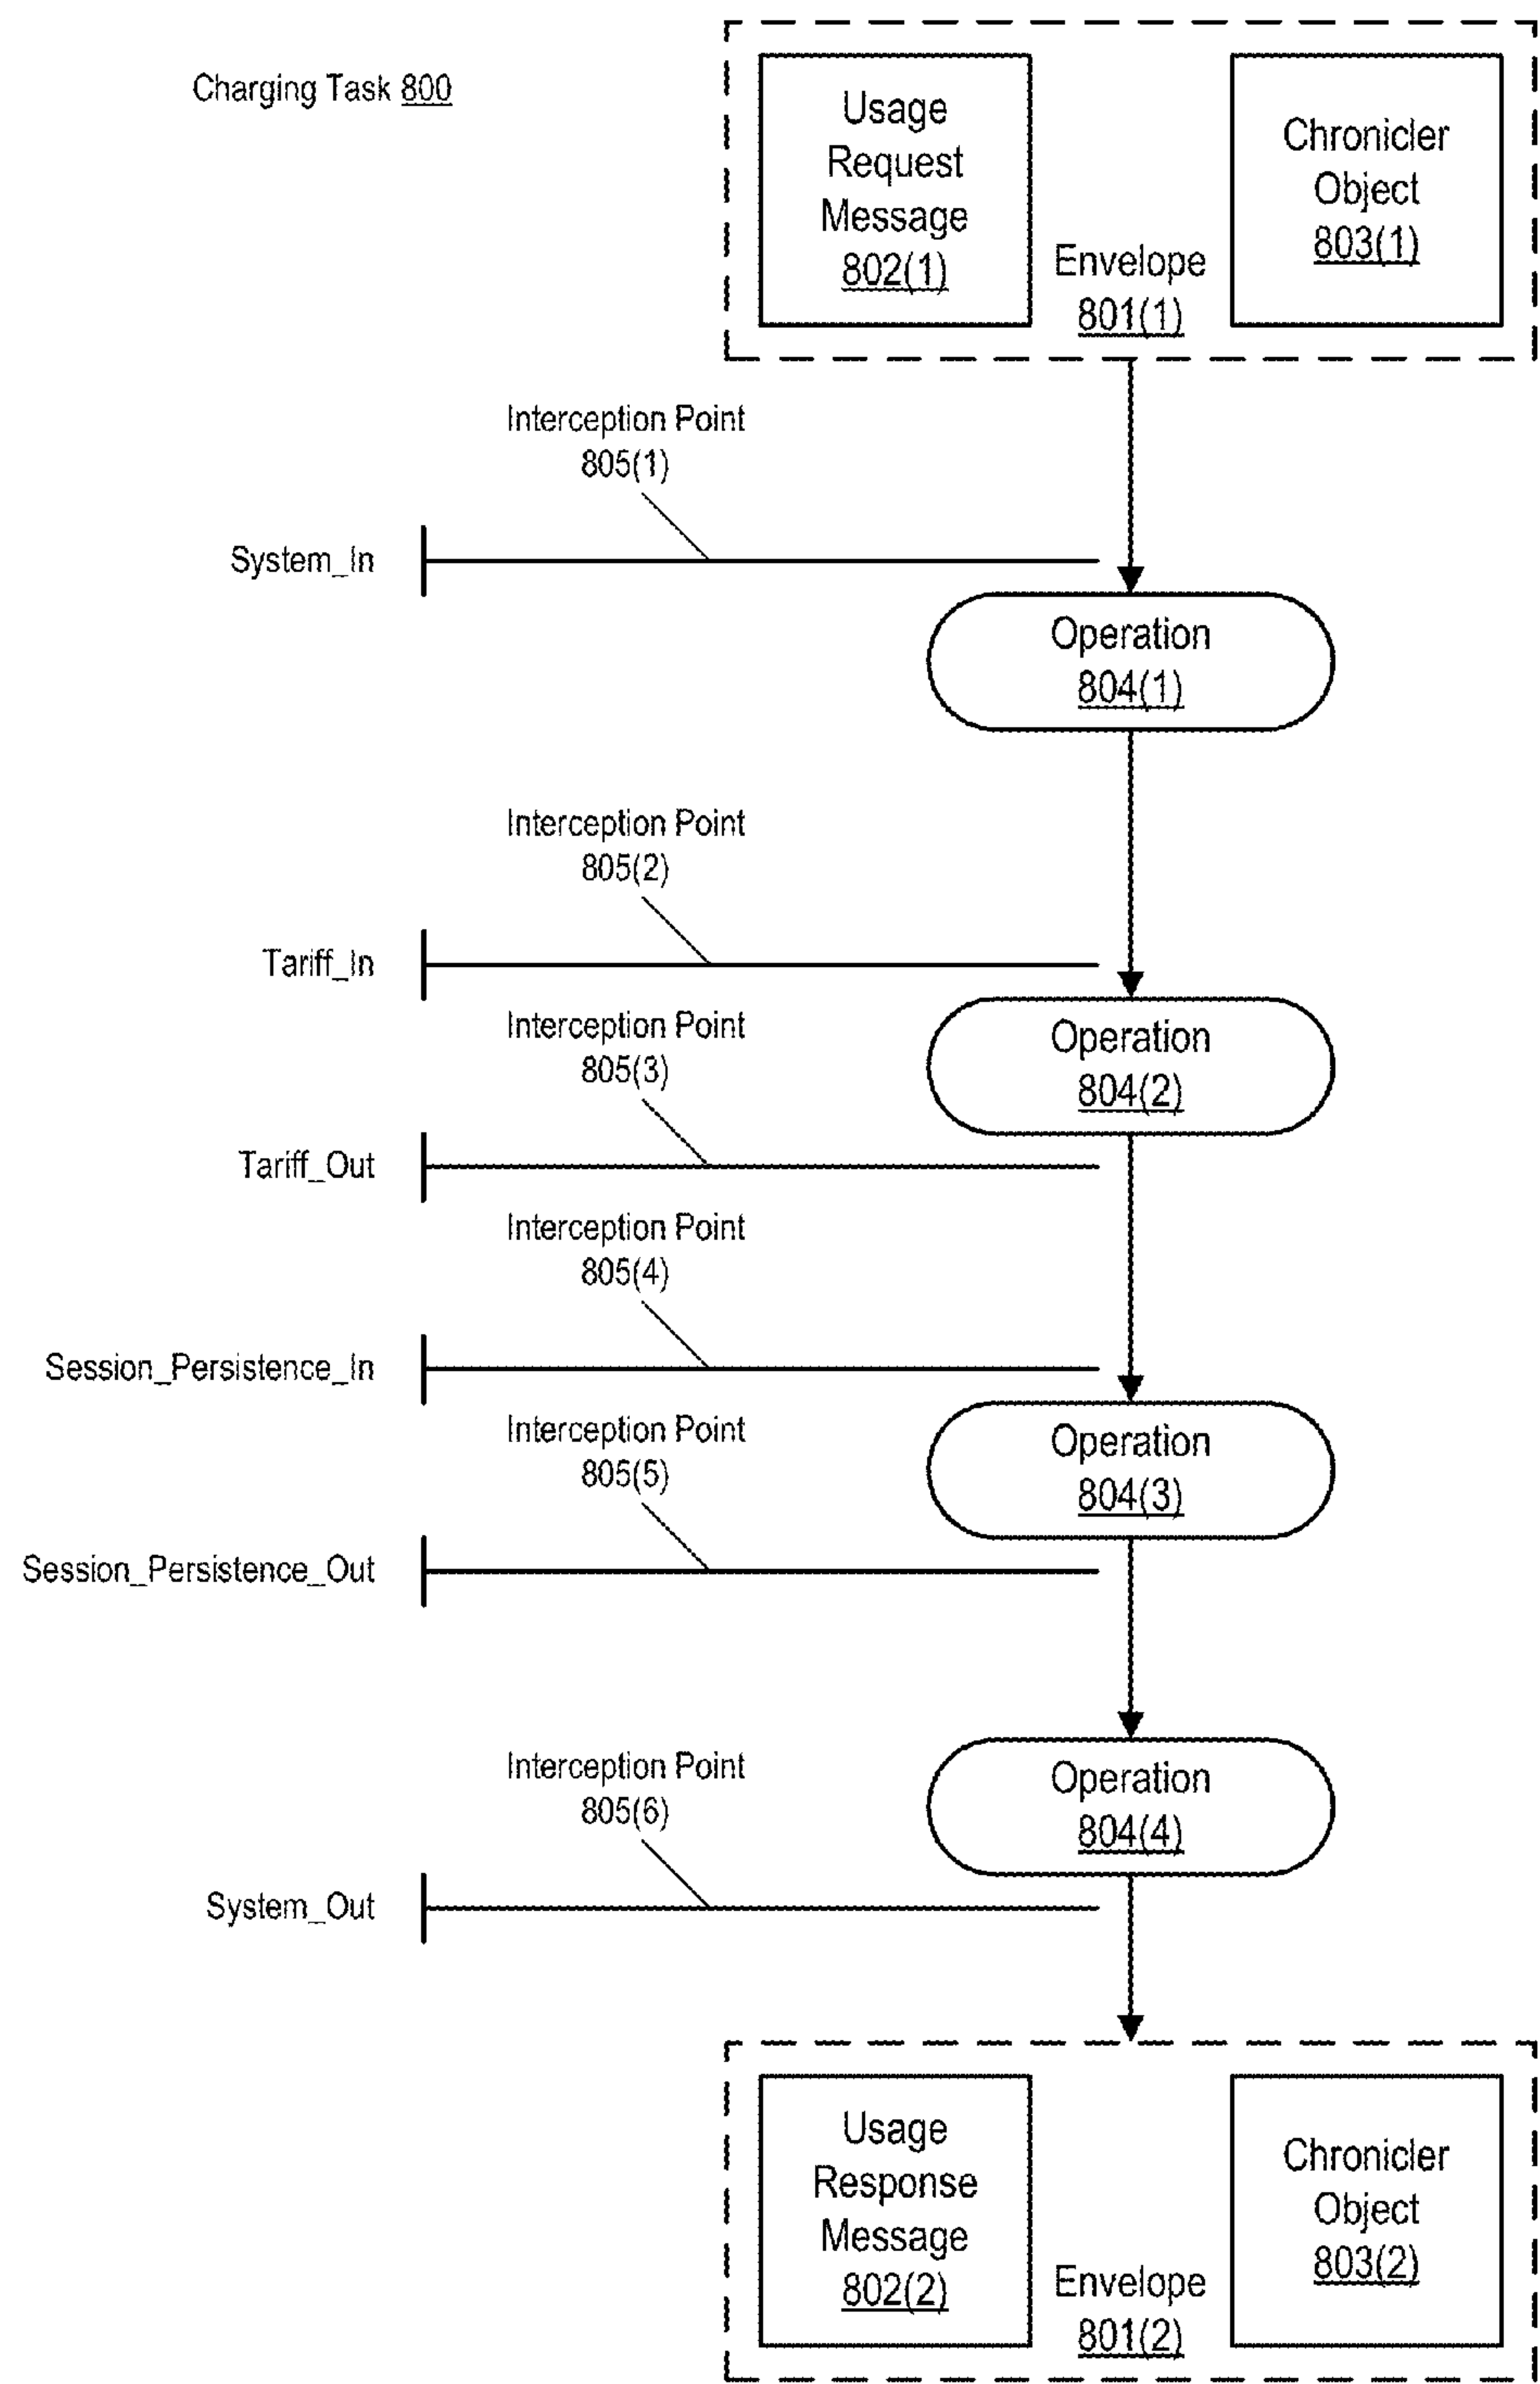 Charging Task 800
Usage
Request
Message
802(1)
Envelope
801(1)
Chronicler
Object
803(1)
Interception Point
805(1)
System_In
Operation
804(1)
Interception Point
805(2)
Tariff_In
Operation
804(2)
Interception Point
805(3)
Tariff_Out
Interception Point
805(4)
Session_Persistence_In
Operation
804(3)
Interception Point
805(5)
Session_Persistence_Out
Operation
804(4)
Interception Point
805(6)
System_Out
Usage
Response
Message
802(2)
Envelope
801(2)
Chronicler
Object
803(2)